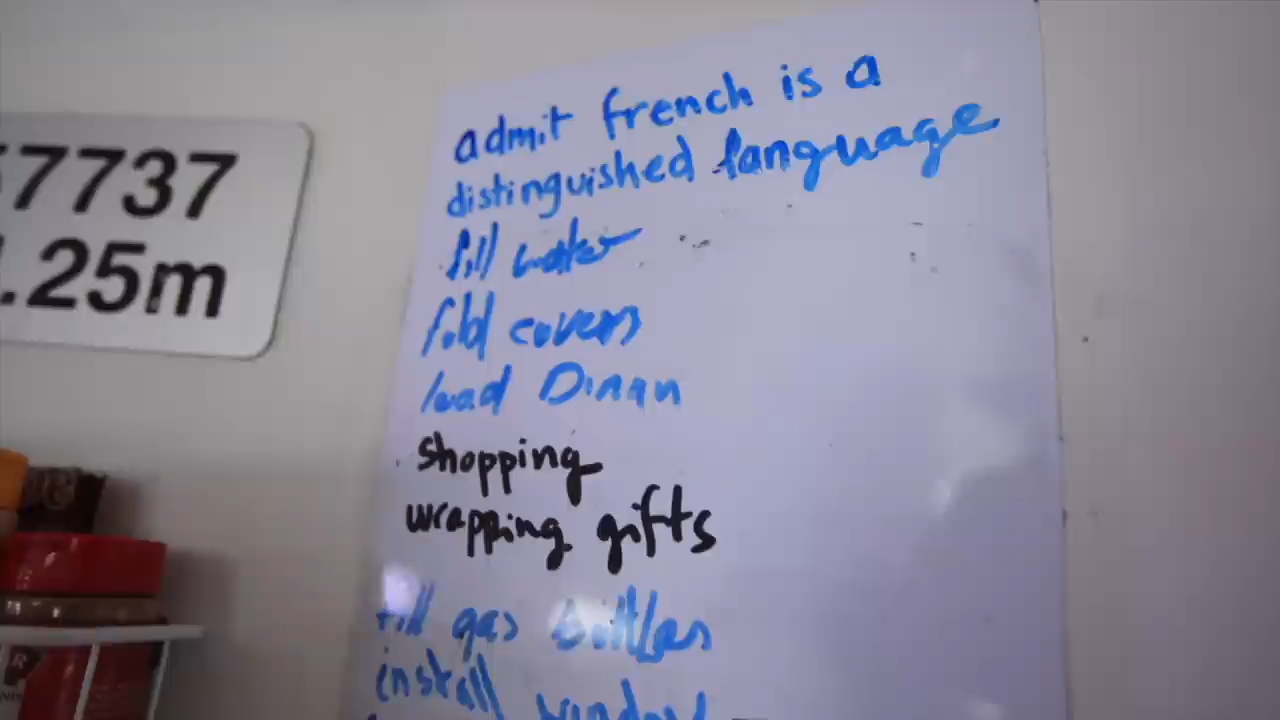 7737
.25m
admit french is a
distinguished language
fill water
fold covers
load Dinan
shopping
wrapping gifts
fill gas bottles
install window